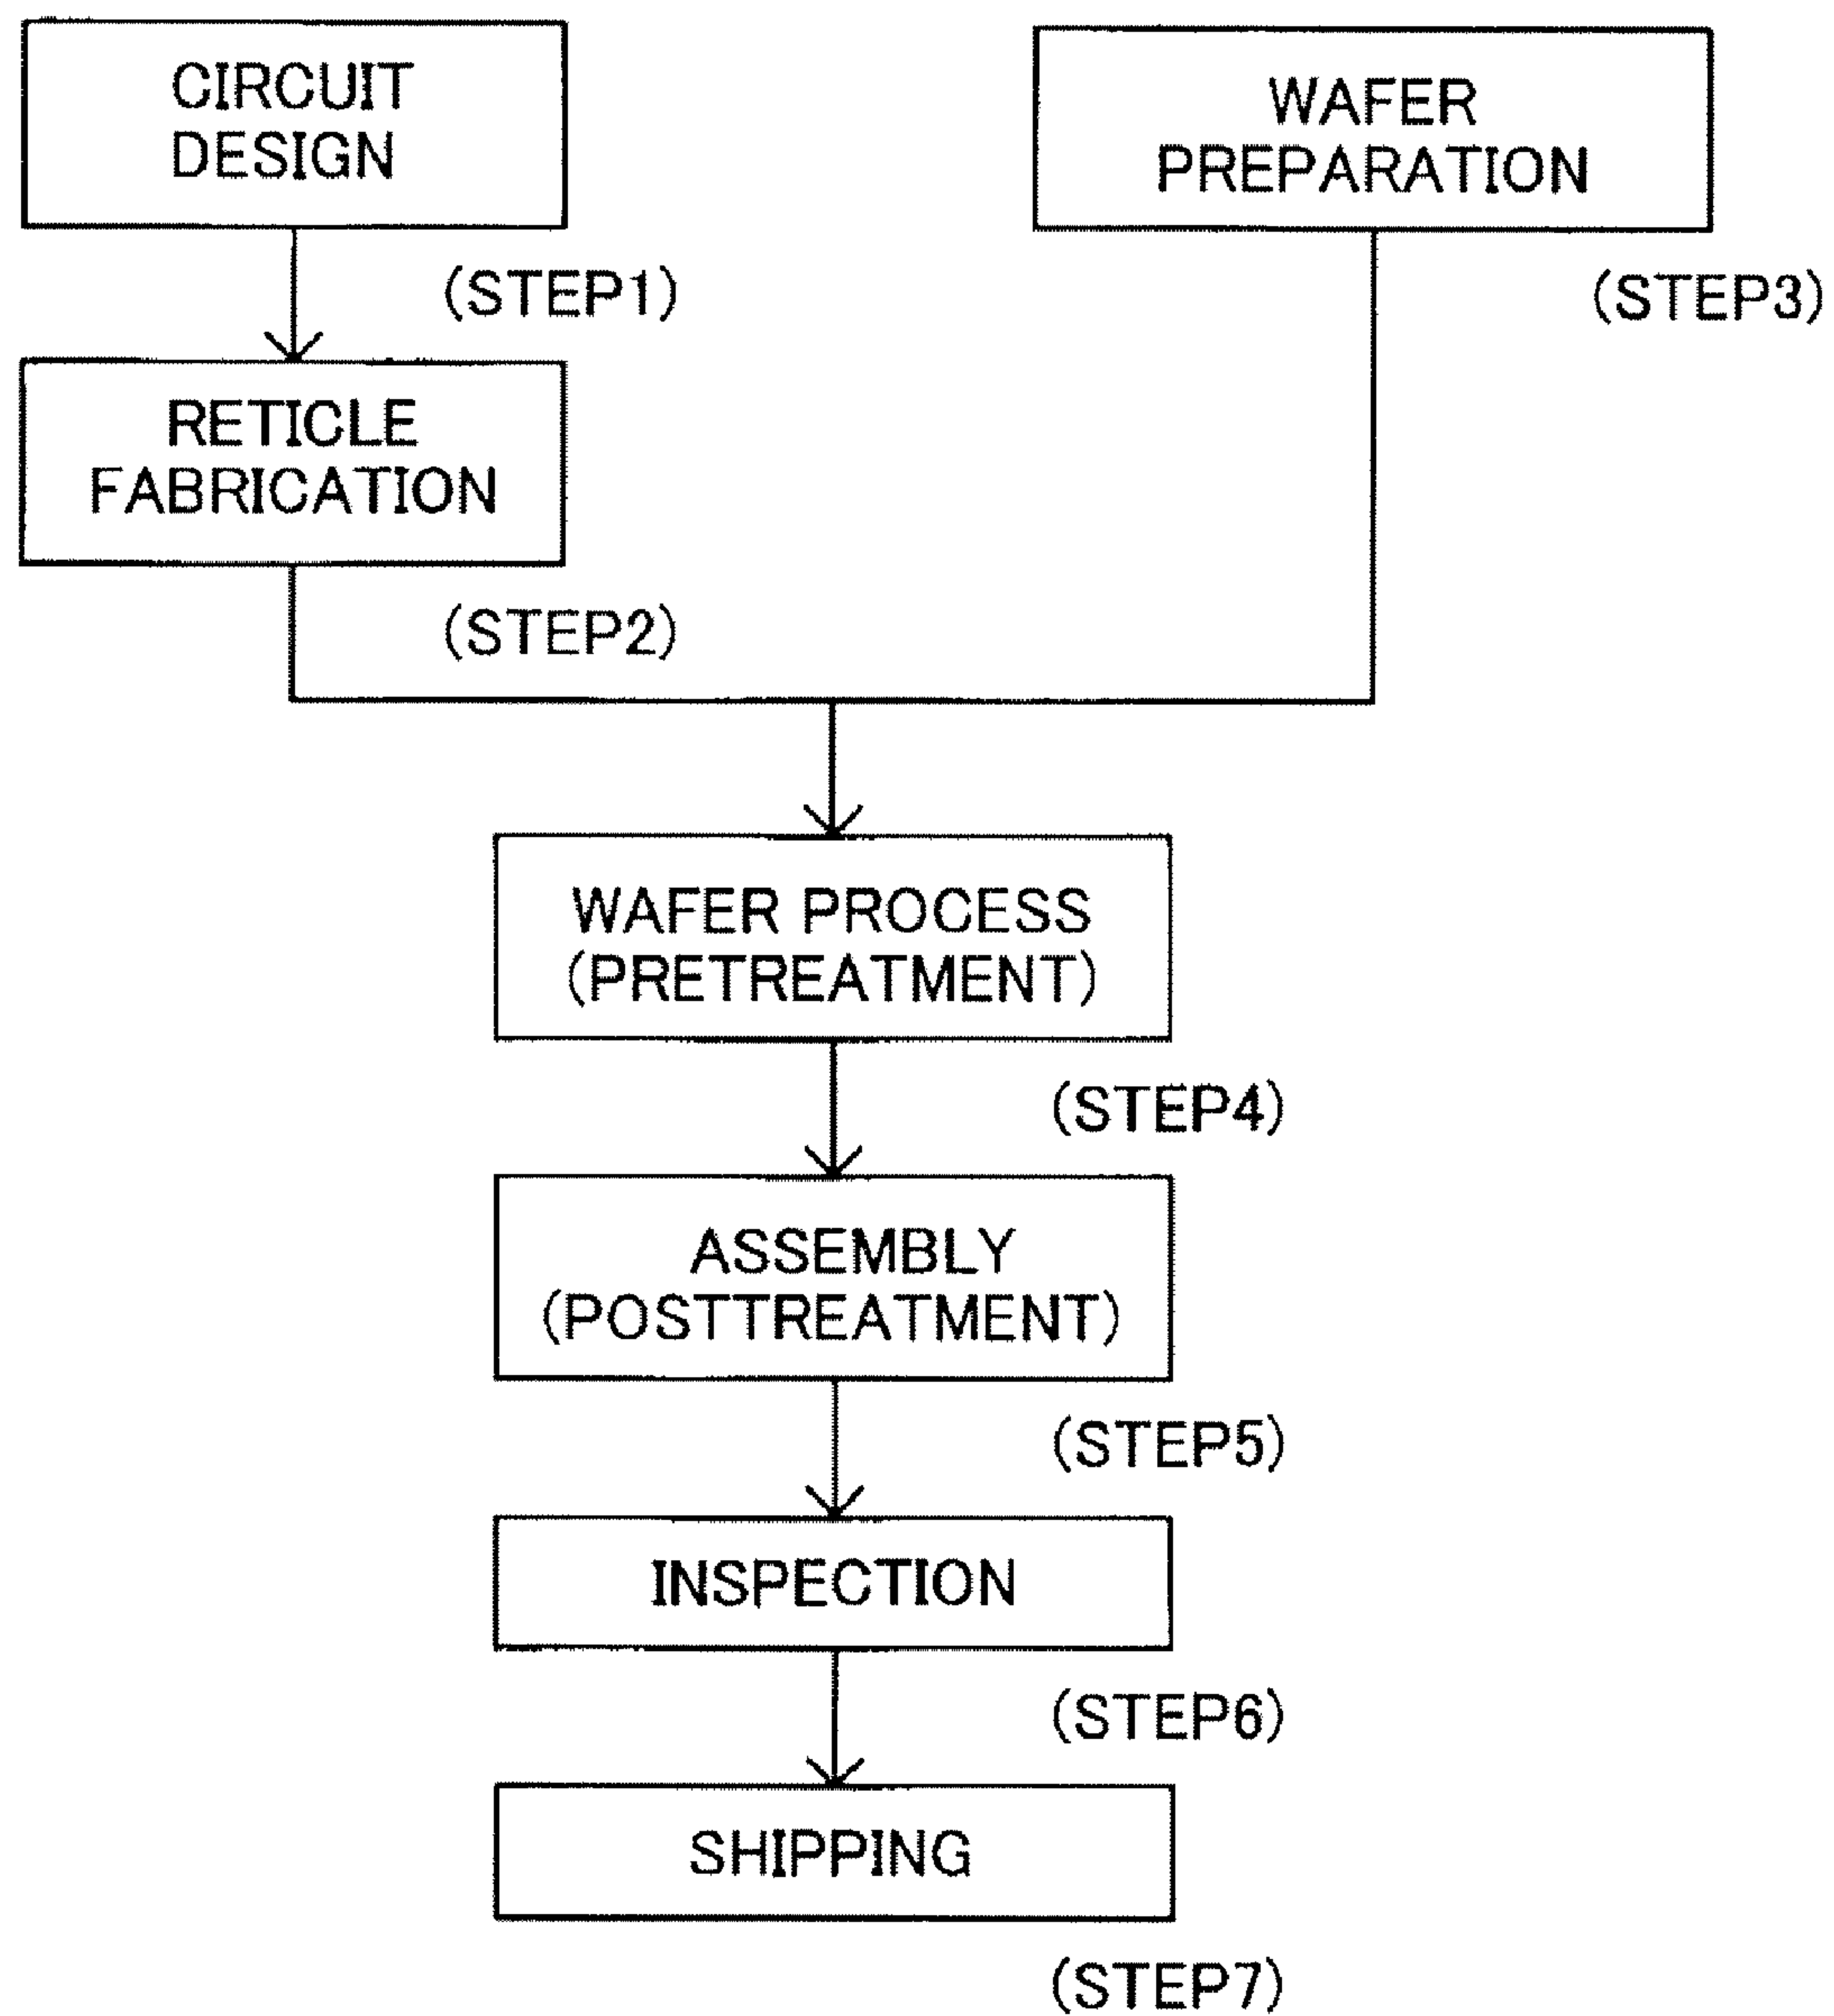 CIRCUIT
DESIGN
(STEP1)
RETICLE
FABRICATION
(STEP2)
WAFER
PREPARATION
(STEP3)
WAFER PROCESS
(PRETREATMENT)
(STEP4)
ASSEMBLY
(POSTTREATMENT)
(STEP5)
INSPECTION
(STEP6)
SHIPPING
(STEP7)